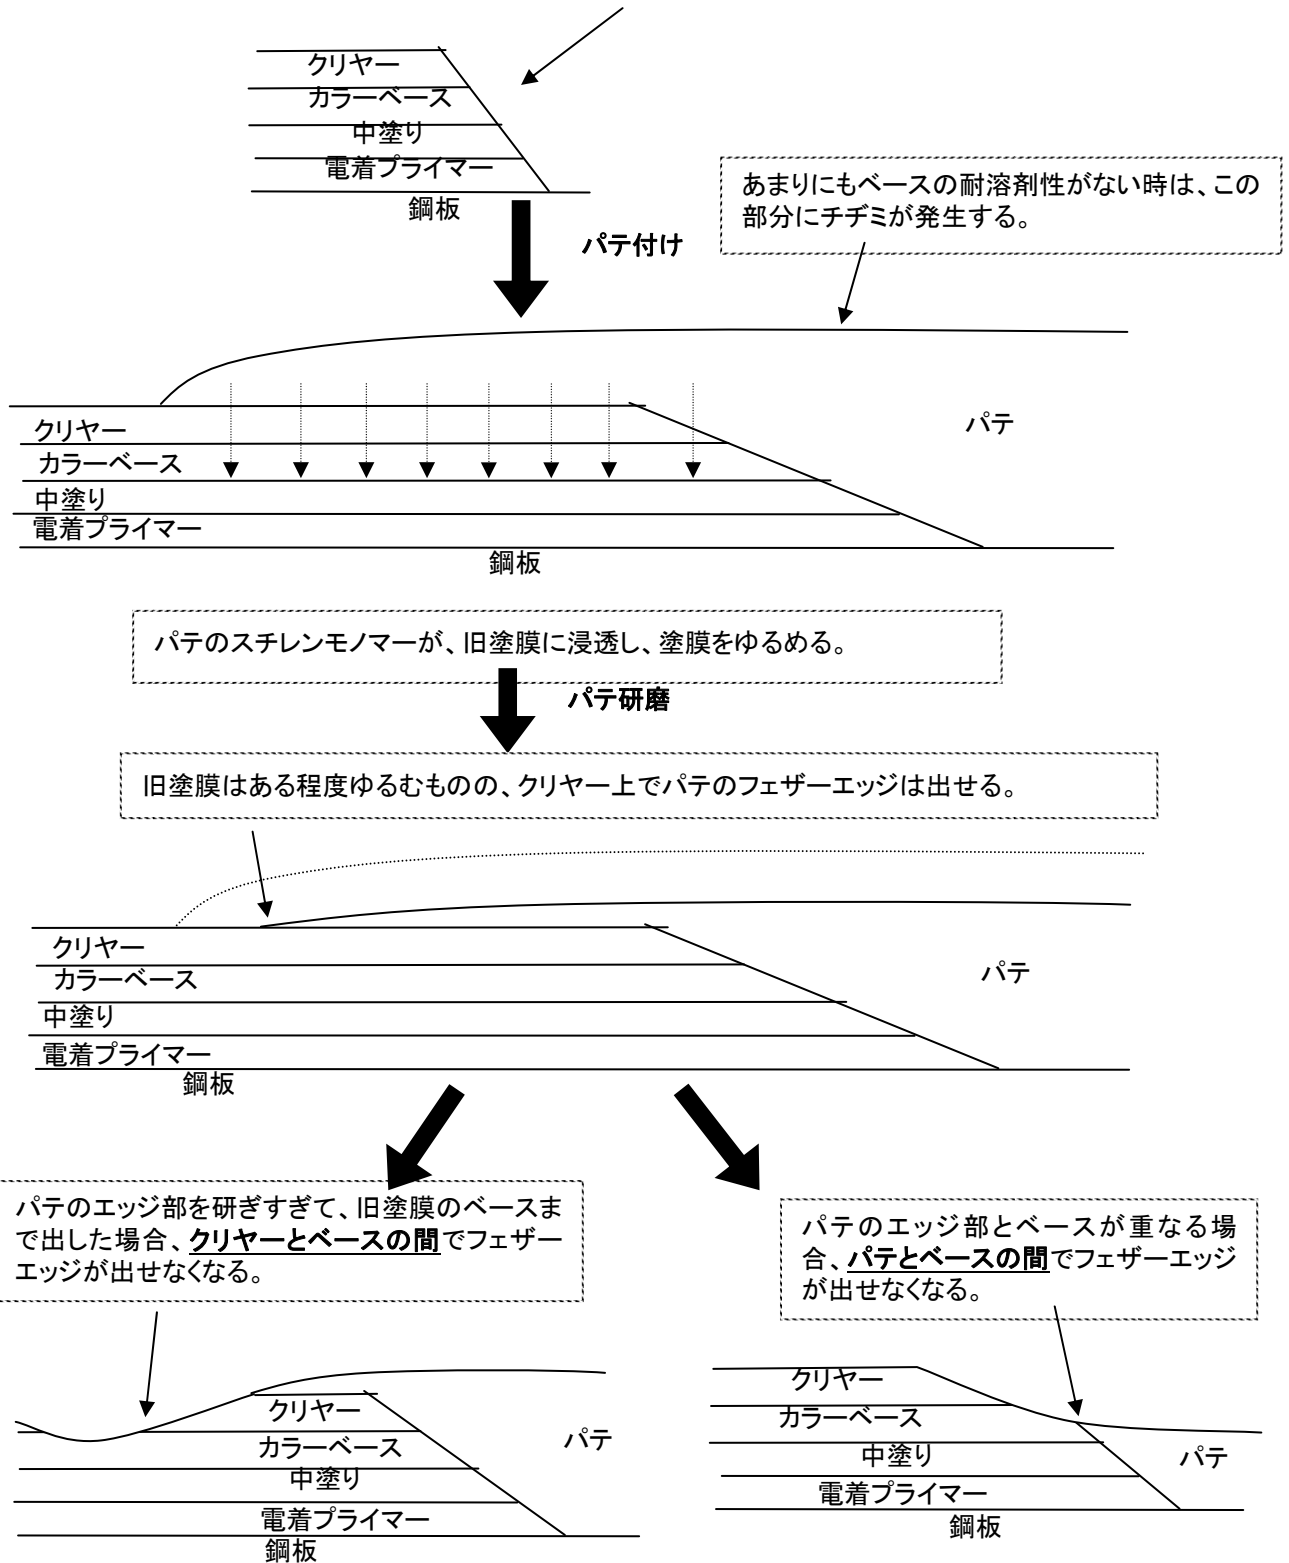 クリヤー
カラーベース
中塗り
電着プライマー
鋼板
あまりにもベースの耐溶剤性がない時は、この
部分にチヂミが発生する。
パテ付け
クリヤー
カラーベース
中塗り
電着プライマー
鋼板
パテ
パテのスチレンモノマーが、旧塗膜に浸透し、塗膜をゆるめる。
パテ研磨
旧塗膜はある程度ゆるむものの、クリヤー上でパテのフェザーエッジは出せる。
クリヤー
カラーベース
中塗り
電着プライマー
鋼板
パテ
パテのエッジ部を研ぎすぎて、旧塗膜のベースま
で出した場合、クリヤーとベースの間でフェザー
エッジが出せなくなる。
パテのエッジ部とベースが重なる場
合、パテとベースの間でフェザーエッジ
が出せなくなる。
クリヤー
カラーベース
中塗り
電着プライマー
鋼板
パテ
クリヤー
カラーベース
中塗り
電着プライマー
鋼板
パテ